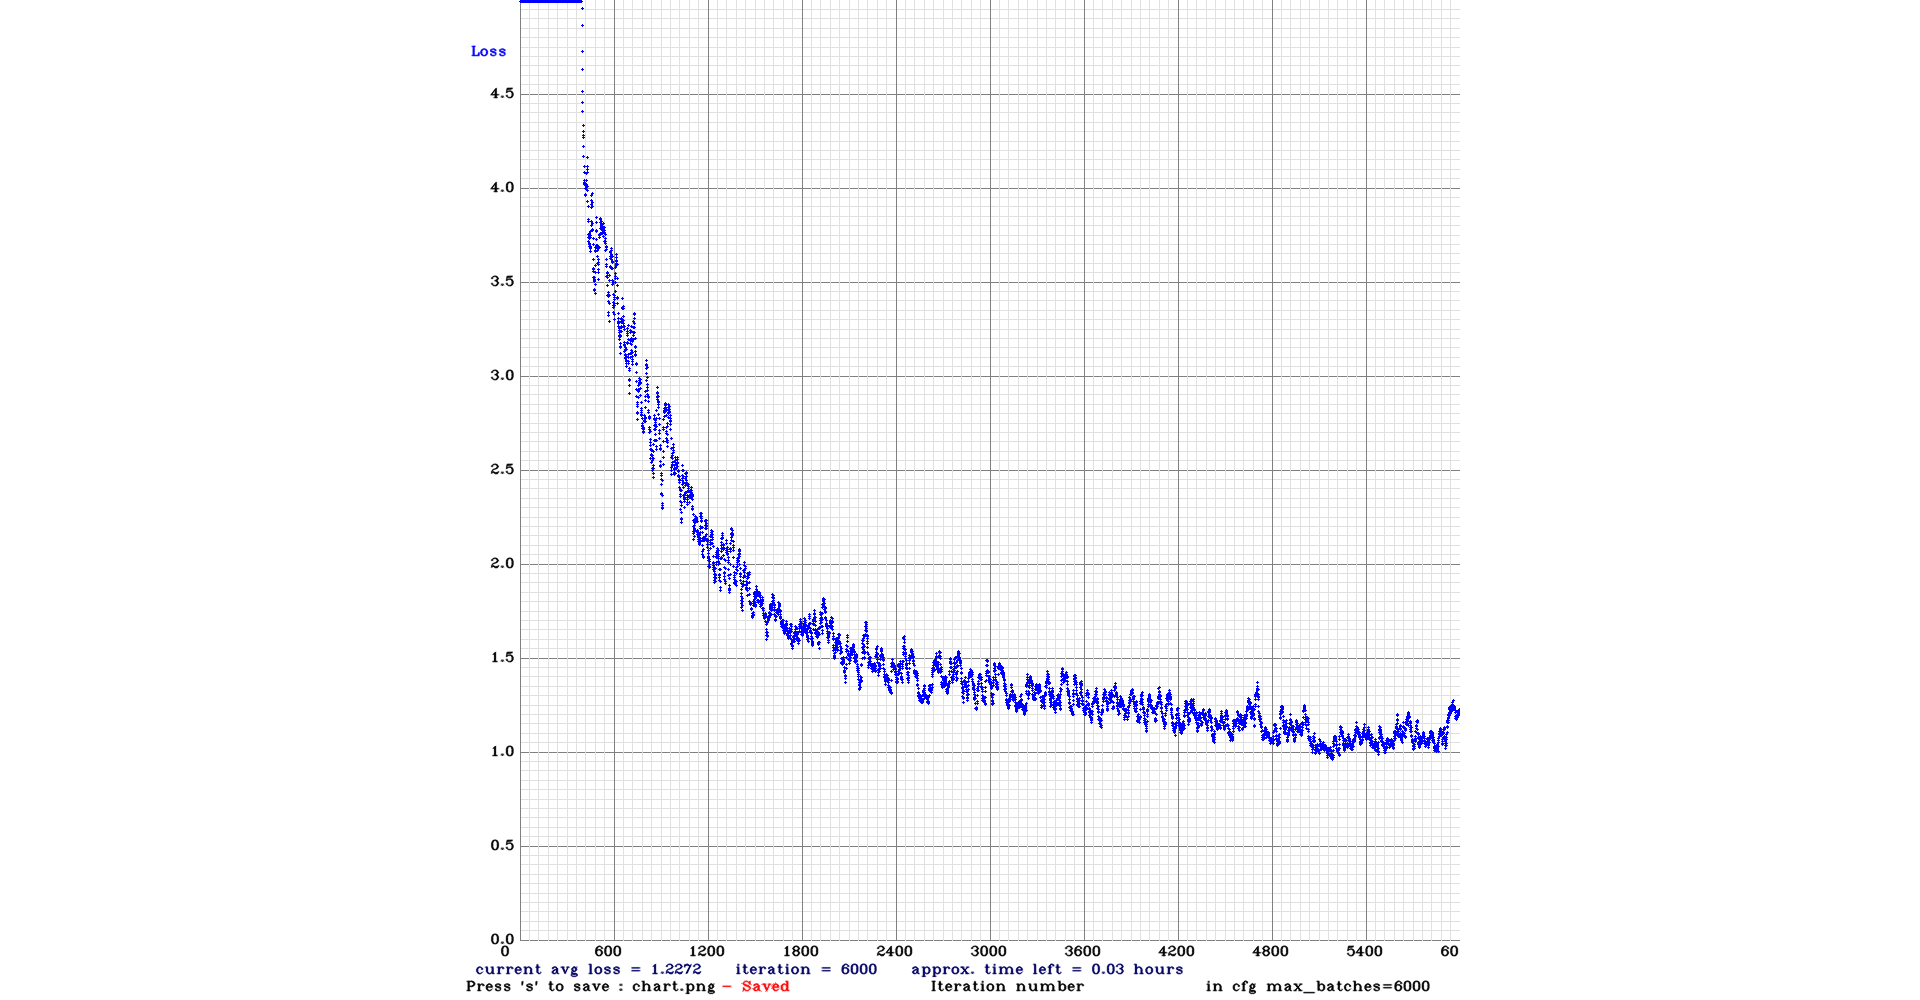 Loss
4.5
4.0
3.5
3.0
2.5
2.0
1.5
1.0
0.5
0.0
0 600 1200 1800 2400 3000 3600 4200 4800 5400 60
current avg loss = 1.2272 iteration = 6000 approx. time left = 0.03 hours
Press 's' to save : chart.png - Saved Iteration number in cfg max_batches=6000